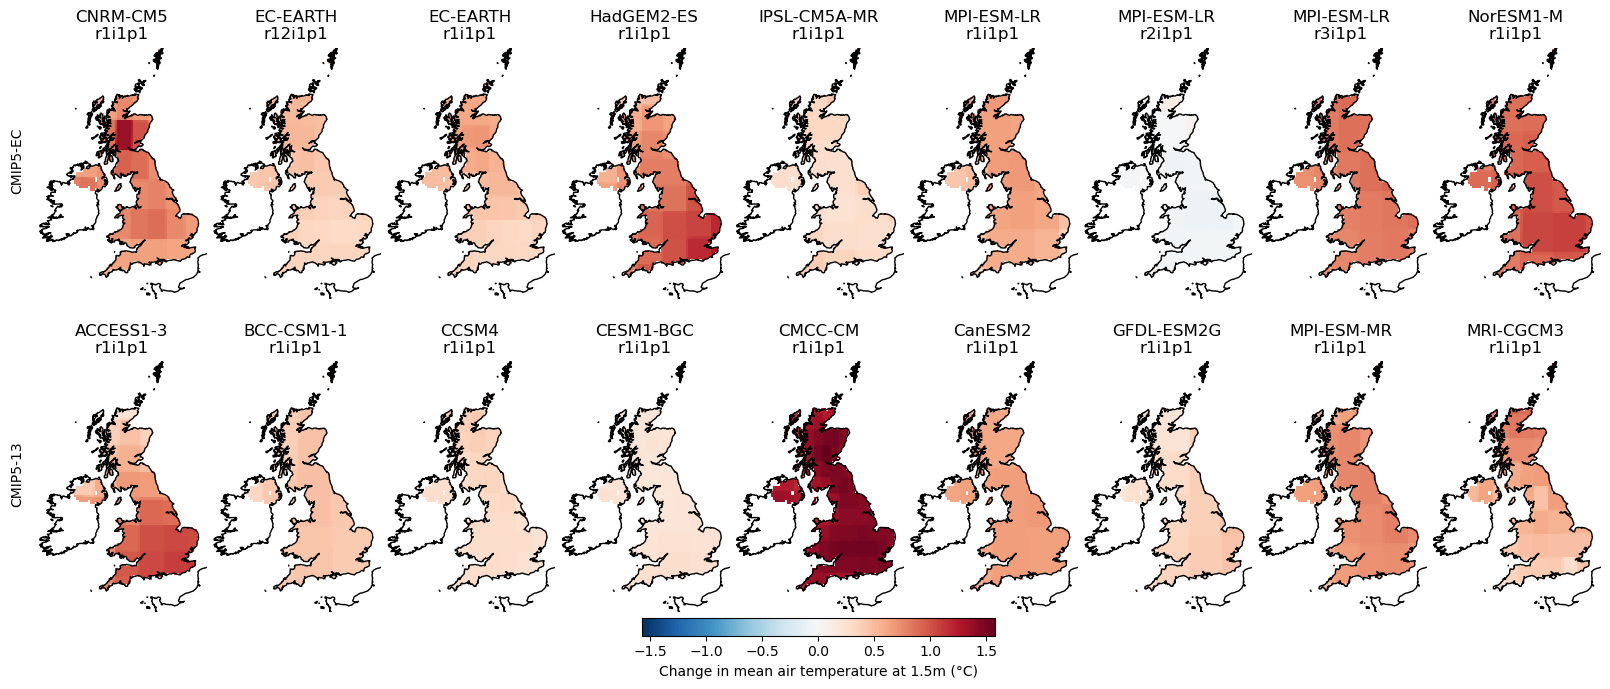 CNRM-CM5
r1i1p1
EC-EARTH
r12i1p1
EC-EARTH
r1i1p1
HadGEM2-ES
r1i1p1
IPSL-CM5A-MR
r1i1p1
MPI-ESM-LR
r1i1p1
MPI-ESM-LR
r2i1p1
MPI-ESM-LR
r3i1p1
NorESM1-M
r1i1p1
CMIP5-EC
ACCESS1-3
r1i1p1
BCC-CSM1-1
r1i1p1
CCSM4
r1i1p1
CESM1-BGC
r1i1p1
CMCC-CM
r1i1p1
CanESM2
r1i1p1
GFDL-ESM2G
r1i1p1
MPI-ESM-MR
r1i1p1
MRI-CGCM3
r1i1p1
CMIP5-13
−1.5 −1.0 −0.5 0.0 0.5 1.0 1.5
Change in mean air temperature at 1.5m (°C)